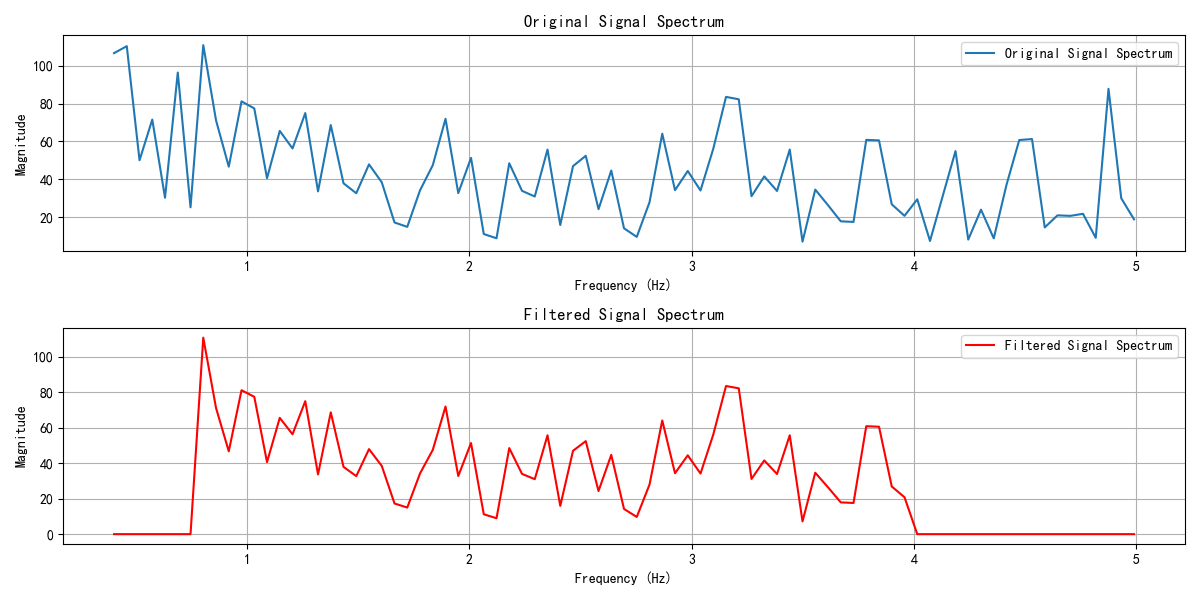 Original Signal Spectrum
Original Signal Spectrum
Magnitude
100
80
60
40
20
1 2 3 4 5
Frequency (Hz)
Filtered Signal Spectrum
Filtered Signal Spectrum
Magnitude
100
80
60
40
20
0
1 2 3 4 5
Frequency (Hz)